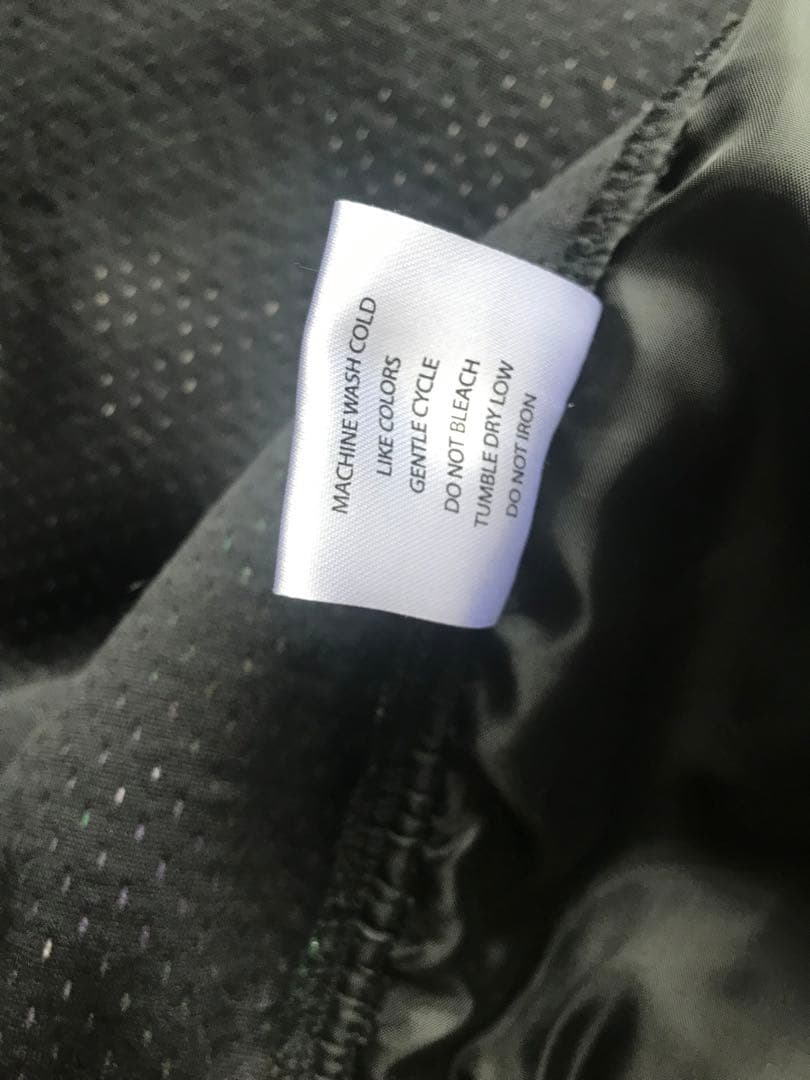 MACHINE WASH COLD
LIKE COLORS
GENTLE CYCLE
DO NOT BLEACH
TUMBLE DRY LOW
DO NOT IRON